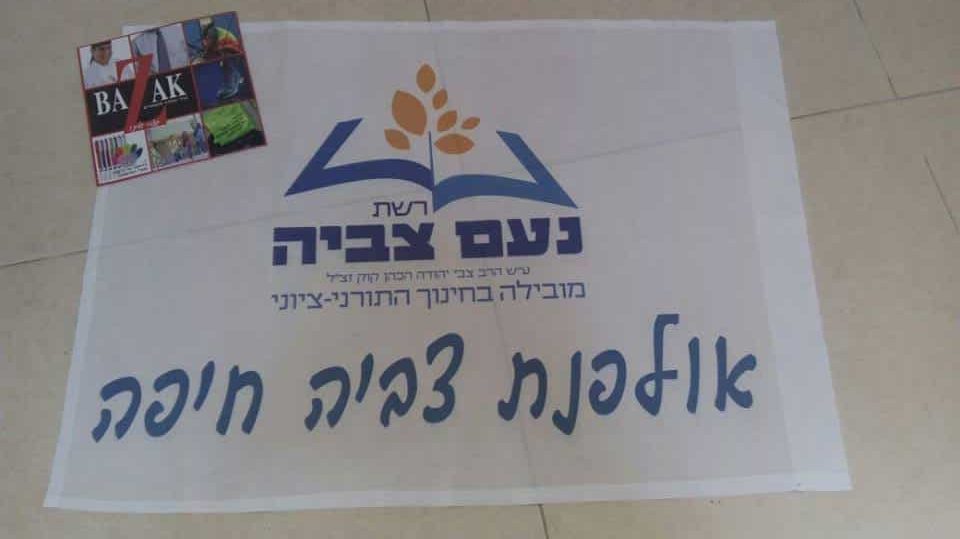 BAZAK
רשת
נעם צביה
ע״ש הרב צבי יהודה הכהן קוק זצ״ל
מובילה בחינוך התורני-ציוני
אולפנת צביה חיפה